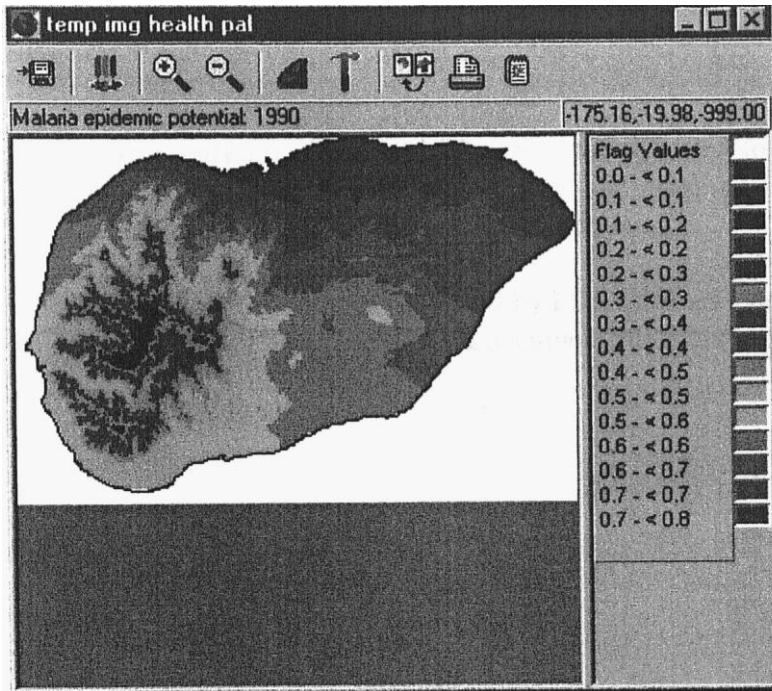 temp img health pal
Malaria epidemic potential: 1990
-175.16,-19.98,-999.00
Flag Values
0.0 - < 0.1
0.1 - < 0.1
0.1 - < 0.2
0.2 - < 0.2
0.2 - < 0.3
0.3 - < 0.3
0.3 - < 0.4
0.4 - < 0.4
0.4 - < 0.5
0.5 - < 0.5
0.5 - < 0.6
0.6 - < 0.6
0.6 - < 0.7
0.7 - < 0.7
0.7 - < 0.8